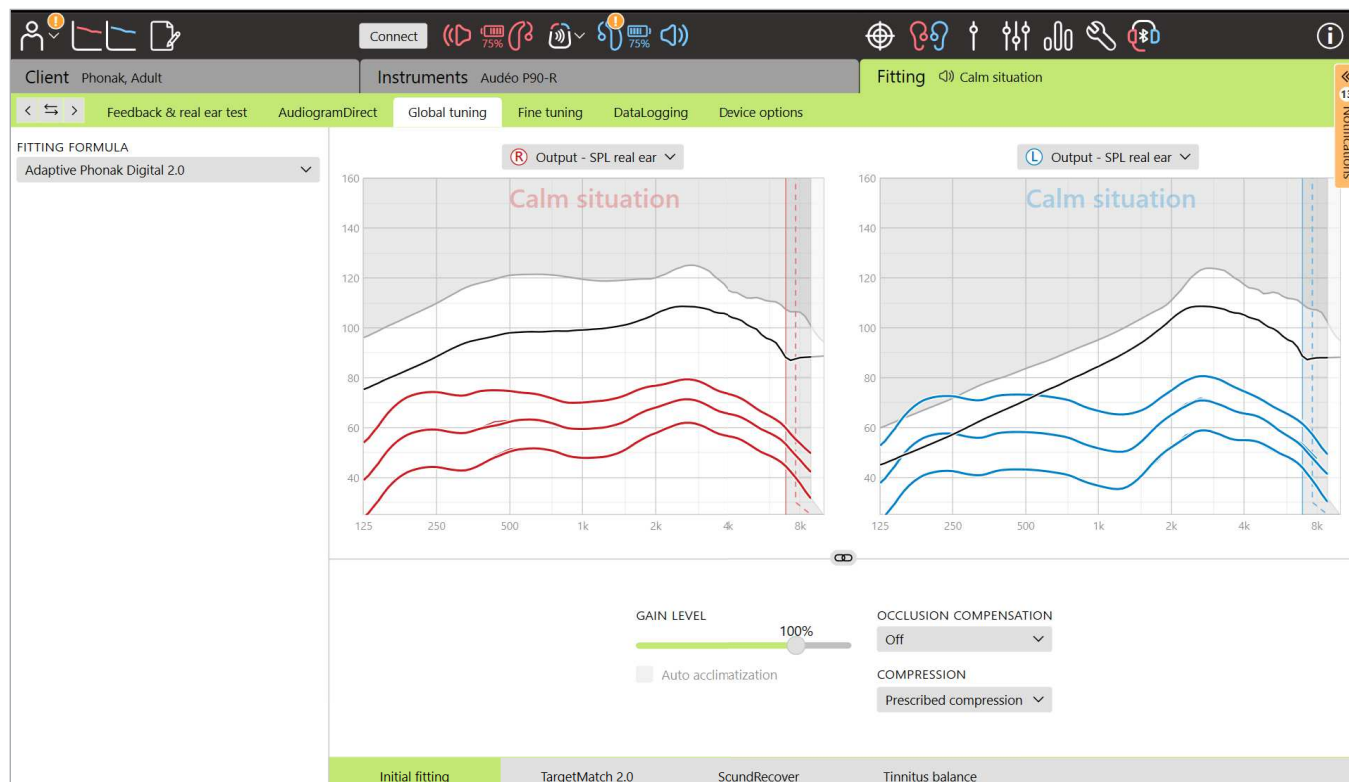 !
!
Connect
75%
75%
Client Phonak, Adult
Instruments Audéo P90-R
Fitting Calm situation
13
Notifications
Feedback & real ear test
AudiogramDirect
Global tuning
Fine tuning
DataLogging
Device options
FITTING FORMULA
Adaptive Phonak Digital 2.0
R Output - SPL real ear
L Output - SPL real ear
Calm situation
Calm situation
160
140
120
100
80
60
40
125 250 500 1k 2k 4k 8k
160
140
120
100
80
60
40
125 250 500 1k 2k 4k 8k
GAIN LEVEL
100%
Auto acclimatization
OCCLUSION COMPENSATION
Off
COMPRESSION
Prescribed compression
Initial fitting
TargetMatch 2.0
ScundRecover
Tinnitus balance